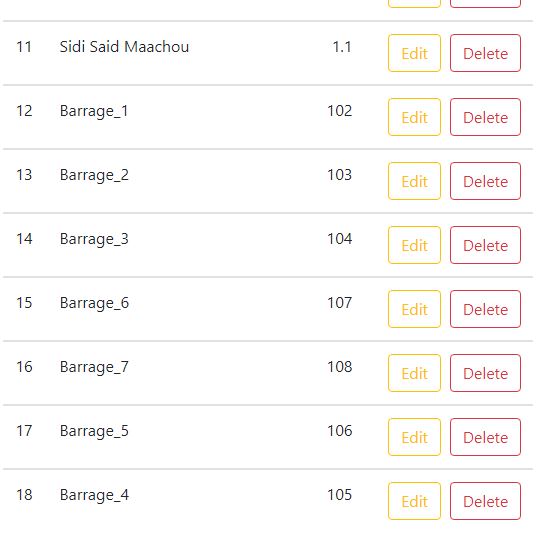 11 Sidi Said Maachou 1.1 Edit Delete
12 Barrage_1 102 Edit Delete
13 Barrage_2 103 Edit Delete
14 Barrage_3 104 Edit Delete
15 Barrage_6 107 Edit Delete
16 Barrage_7 108 Edit Delete
17 Barrage_5 106 Edit Delete
18 Barrage_4 105 Edit Delete